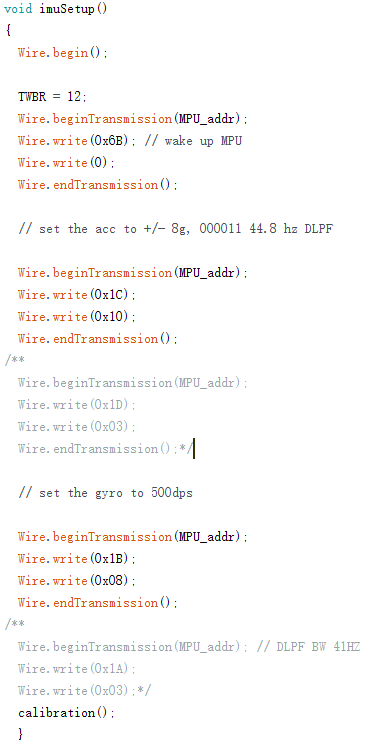 void imuSetup()
{
Wire.begin();
TWBR = 12;
Wire.beginTransmission(MPU_addr);
Wire.write(0x6B); // wake up MPU
Wire.write(0);
Wire.endTransmission();
// set the acc to +/- 8g, 000011 44.8 hz DLPF
Wire.beginTransmission(MPU_addr);
Wire.write(0x1C);
Wire.write(0x10);
Wire.endTransmission();
/**
Wire.beginTransmission(MPU_addr);
Wire.write(0x1D);
Wire.write(0x03);
Wire.endTransmission();*/
// set the gyro to 500dps
Wire.beginTransmission(MPU_addr);
Wire.write(0x1B);
Wire.write(0x08);
Wire.endTransmission();
/**
Wire.beginTransmission(MPU_addr); // DLPF BW 41HZ
Wire.write(0x1A);
Wire.write(0x03);*/
calibration();
}